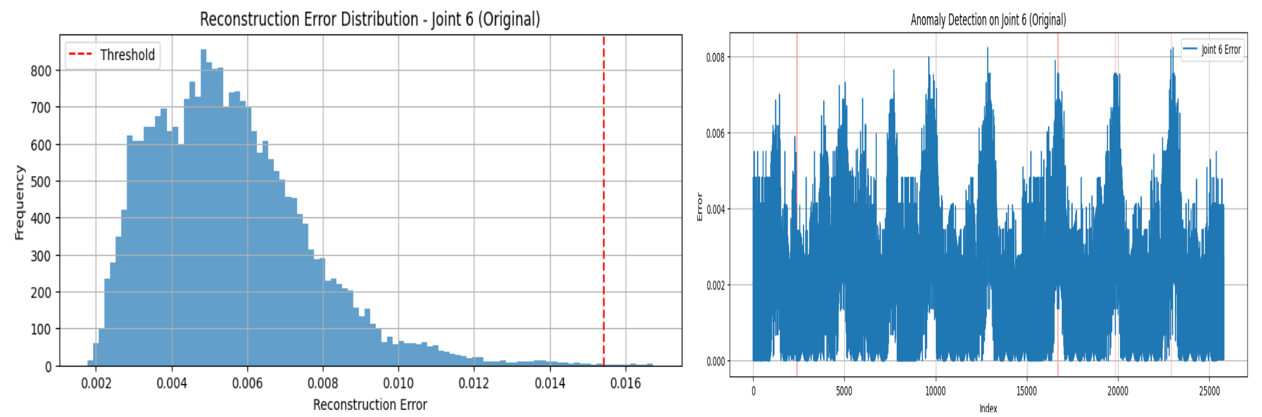 Reconstruction Error Distribution - Joint 6 (Original)
Threshold
Frequency
800
700
600
500
400
300
200
100
0
0.002 0.004 0.006 0.008 0.010 0.012 0.014 0.016
Reconstruction Error
Anomaly Detection on Joint 6 (Original)
Joint 6 Error
Error
0.008
0.006
0.004
0.002
0.000
0 5000 10000 15000 20000 25000
Index